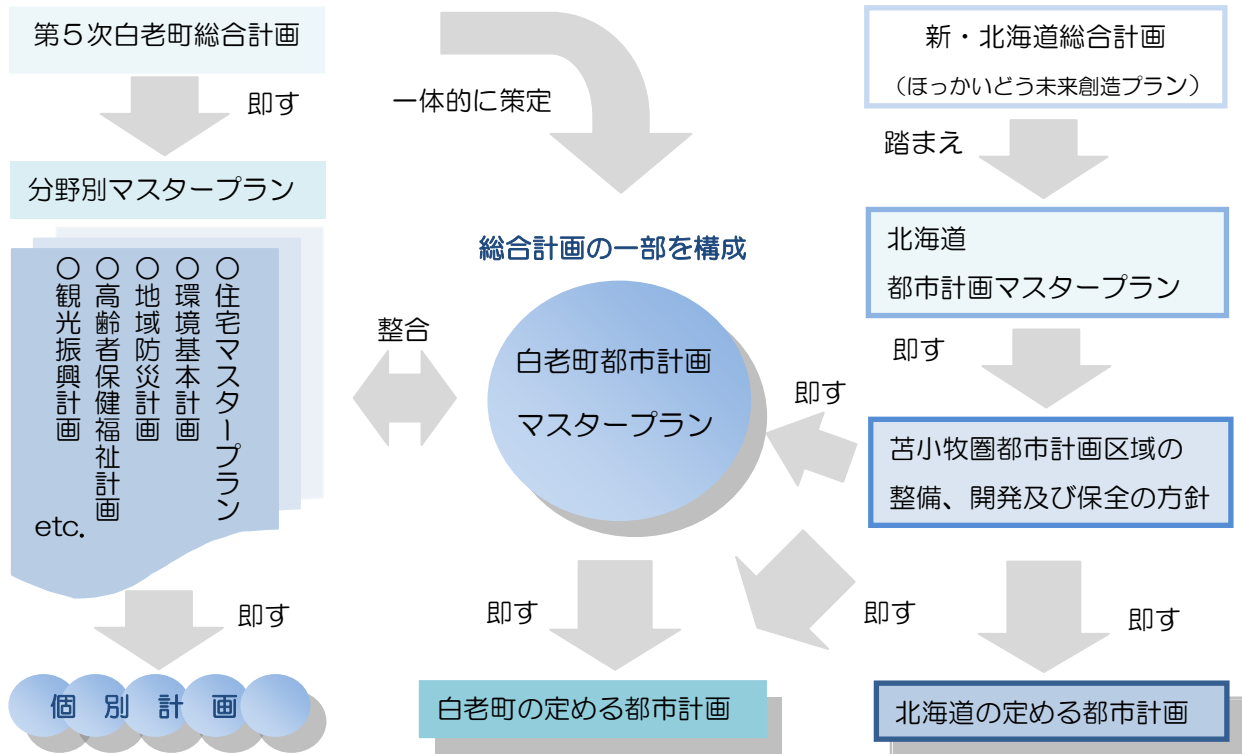 第5次白老町総合計画
即す
分野別マスタープラン
○住宅マスタープラン
○環境基本計画
○地域防災計画
○高齢者保健福祉計画
○観光振興計画
etc.
即す
個別計画
一体的に策定
総合計画の一部を構成
整合
白老町都市計画
マスタープラン
即す
白老町の定める都市計画
新・北海道総合計画
(ほっかいどう未来創造プラン)
踏まえ
北海道
都市計画マスタープラン
即す
即す
苫小牧圏都市計画区域の
整備、開発及び保全の方針
即す
即す
北海道の定める都市計画